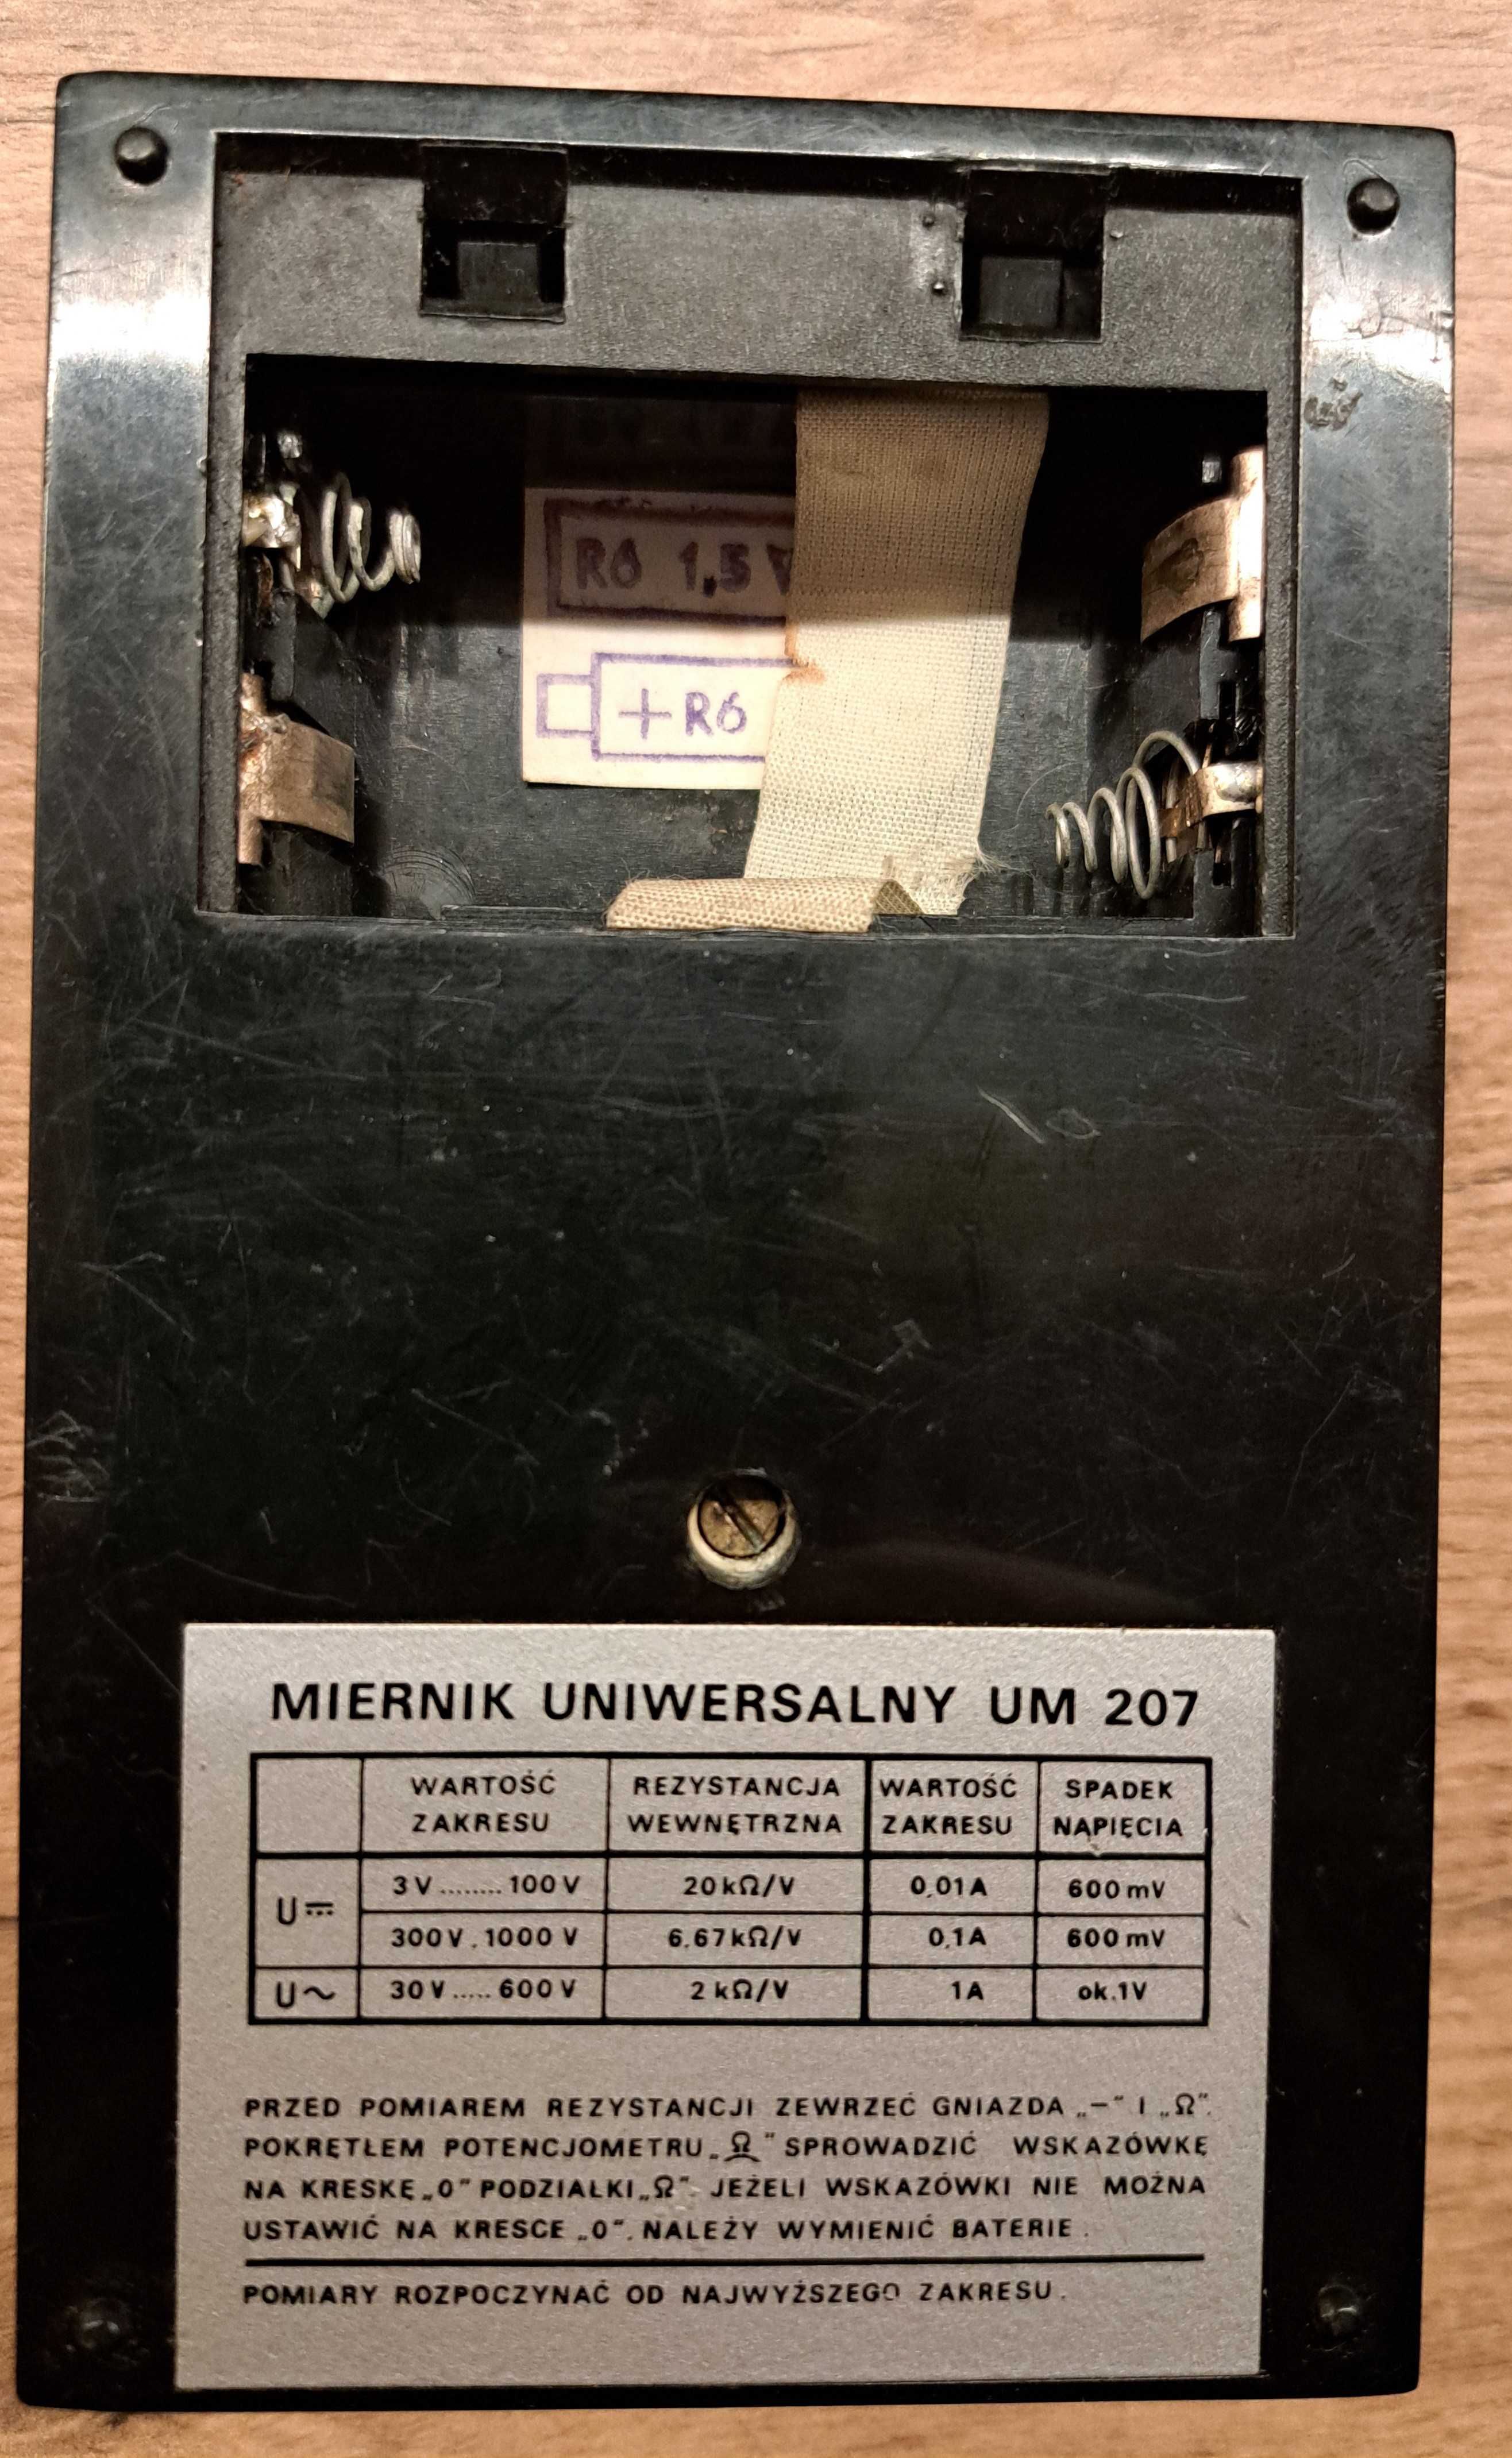 R6 1,5 V
+R6
MIERNIK UNIWERSALNY UM 207
WARTOŚĆ ZAKRESU REZYSTANCJA WEWNĘTRZNA WARTOŚĆ ZAKRESU SPADEK NAPIĘCIA
U⎓ 3 V ........ 100 V 20 kΩ/V 0,01 A 600 mV
300 V . 1000 V 6,67 kΩ/V 0,1 A 600 mV
U~ 30 V ..... 600 V 2 kΩ/V 1 A ok. 1V
PRZED POMIAREM REZYSTANCJI ZEWRZEĆ GNIAZDA „−" I „Ω".
POKRĘTŁEM POTENCJOMETRU „Ω" SPROWADZIĆ WSKAZÓWKĘ
NA KRESKĘ „0" PODZIAŁKI „Ω". JEŻELI WSKAZÓWKI NIE MOŻNA
USTAWIĆ NA KRESCE „0". NALEŻY WYMIENIĆ BATERIE .
POMIARY ROZPOCZYNAĆ OD NAJWYŻSZEGO ZAKRESU .